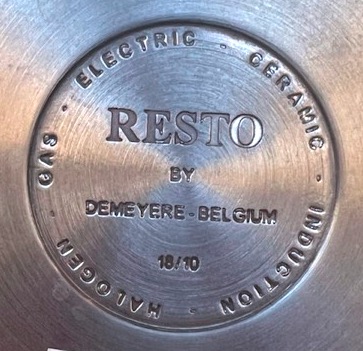 GAS · ELECTRIC · CERAMIC · INDUCTION · HALOGEN ·
RESTO
BY
DEMEYERE - BELGIUM
18/10